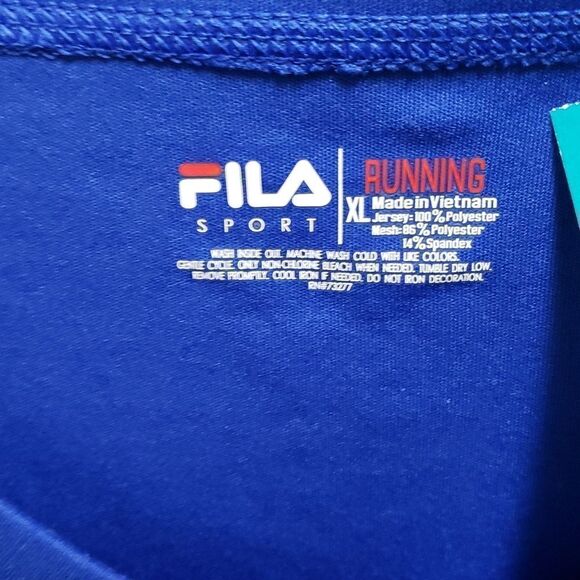 FILA
SPORT
RUNNING
XL Made in Vietnam
Jersey: 100% Polyester
Mesh: 86% Polyester
14% Spandex
WASH INSIDE OUT. MACHINE WASH COLD WITH LIKE COLORS.
GENTLE CYCLE. ONLY NON-CHLORINE BLEACH WHEN NEEDED. TUMBLE DRY LOW.
REMOVE PROMPTLY. COOL IRON IF NEEDED. DO NOT IRON DECORATION.
RN#73277